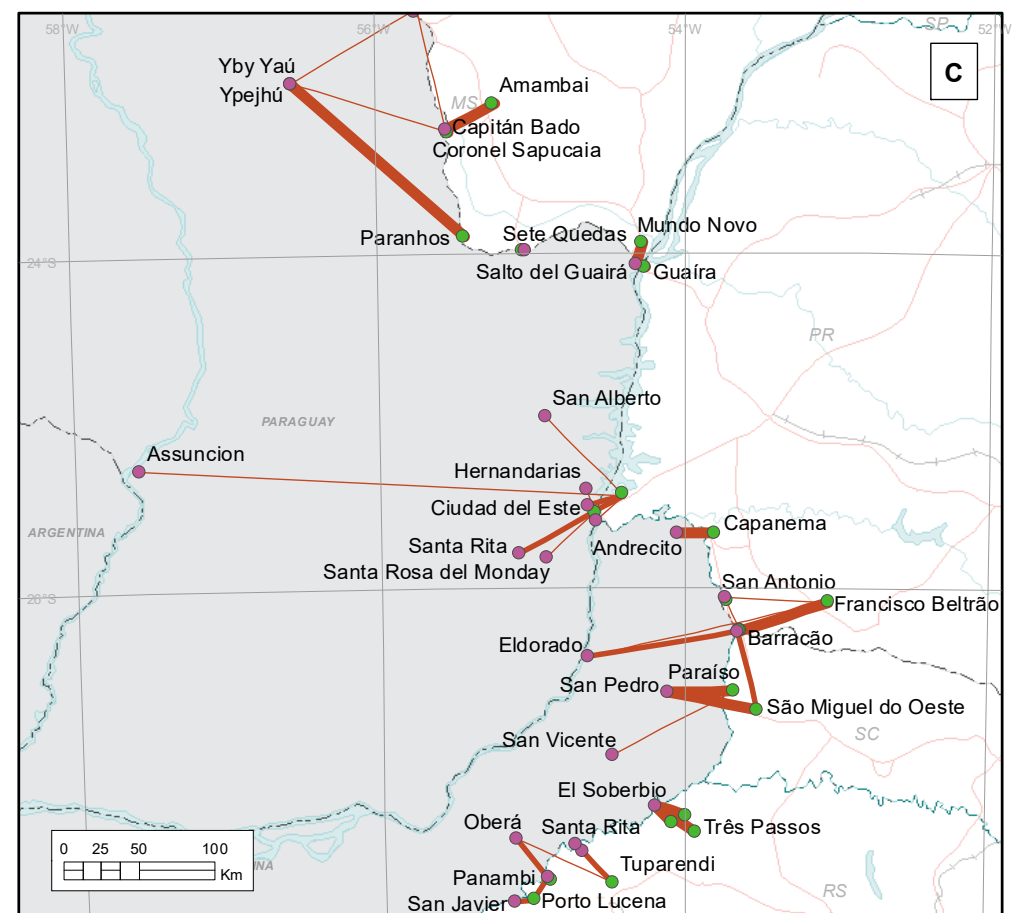 58°W
56°W
54°W
SP
52°W
C
Yby Yaú
Ypejhú
Amambai
MS
Capitán Bado
Coronel Sapucaia
Paranhos
Sete Quedas
Mundo Novo
24°S
Salto del Guairá
Guaíra
PR
San Alberto
PARAGUAY
Assuncion
Hernandarias
Ciudad del Este
ARGENTINA
Capanema
Santa Rita
Andrecito
Santa Rosa del Monday
San Antonio
26°S
Francisco Beltrão
Barracão
Eldorado
Paraíso
San Pedro
São Miguel do Oeste
SC
San Vicente
El Soberbio
Oberá
Santa Rita
Três Passos
0 25 50 100
Km
Tuparendi
Panambi
RS
San Javier
Porto Lucena